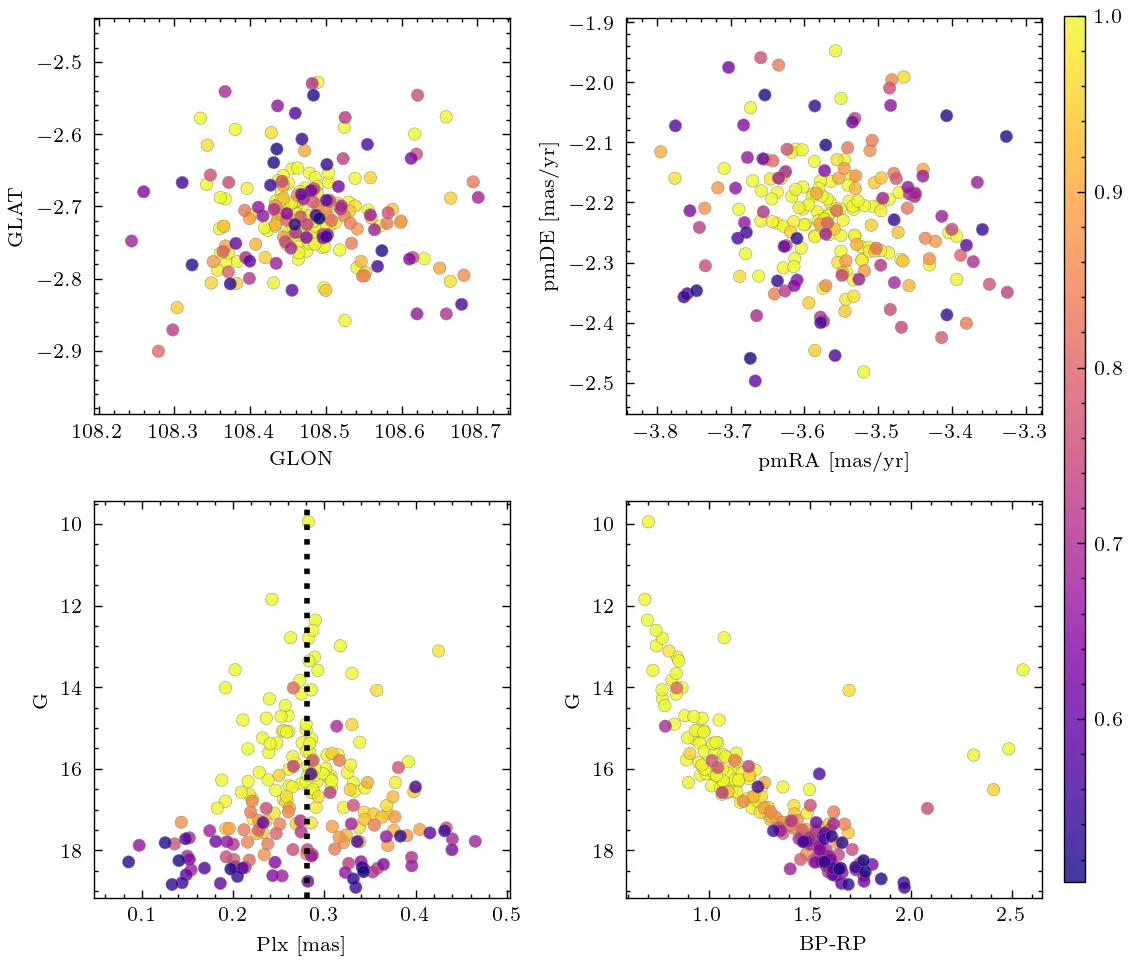 GLAT
−2.5
−2.6
−2.7
−2.8
−2.9
108.2 108.3 108.4 108.5 108.6 108.7
GLON
pmDE [mas/yr]
−1.9
−2.0
−2.1
−2.2
−2.3
−2.4
−2.5
−3.8 −3.7 −3.6 −3.5 −3.4 −3.3
pmRA [mas/yr]
1.0
0.9
0.8
0.7
0.6
G
10
12
14
16
18
0.1 0.2 0.3 0.4 0.5
Plx [mas]
G
10
12
14
16
18
1.0 1.5 2.0 2.5
BP-RP